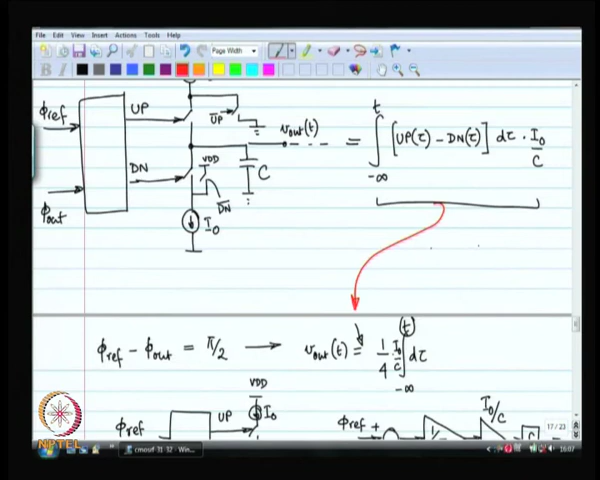 File Edit View Insert Actions Tools Help
Page Width
B I
ϕref UP UP̅ vout(t) = ∫_{-∞}^{t} [UP(τ) − DN(τ)] dτ · I₀/C
DN VDD C
ϕout DN̅ I₀
ϕref − ϕout = π/2 ⟶ vout(t) = 1/4 I₀/C ∫_{-∞}^{(t)} dτ
VDD
ϕref UP I₀ ϕref + I₀/C
17 / 23
NPTEL
cmosrf-31-32 - Win...
16:07